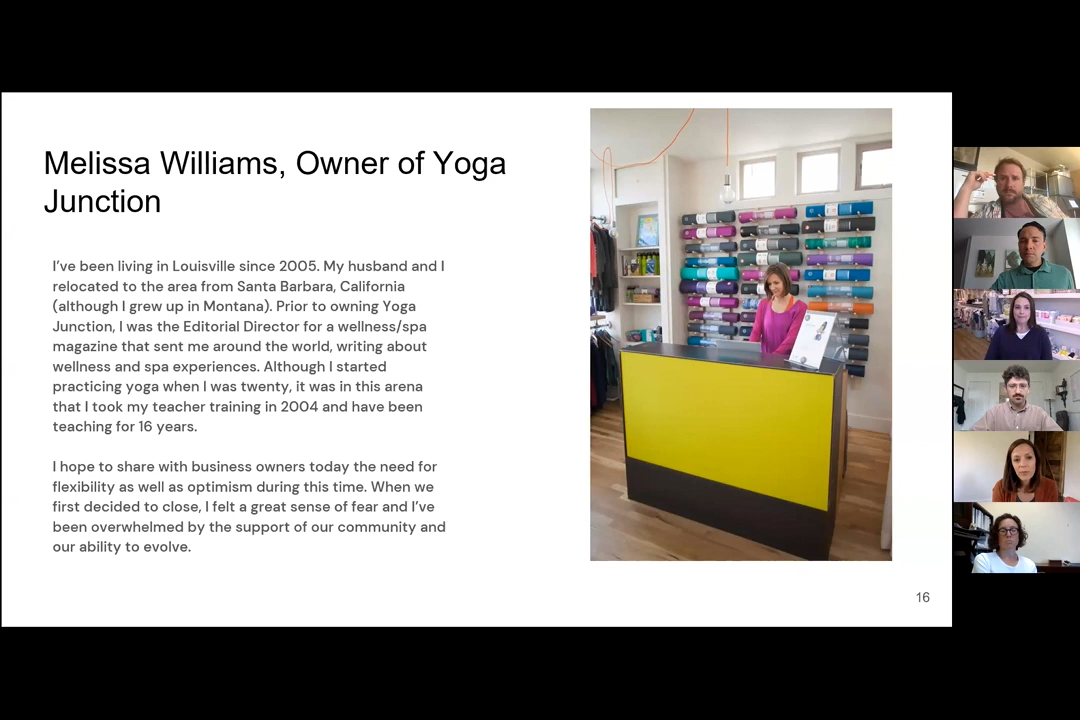 Melissa Williams, Owner of Yoga
Junction
I’ve been living in Louisville since 2005. My husband and I
relocated to the area from Santa Barbara, California
(although I grew up in Montana). Prior to owning Yoga
Junction, I was the Editorial Director for a wellness/spa
magazine that sent me around the world, writing about
wellness and spa experiences. Although I started
practicing yoga when I was twenty, it was in this arena
that I took my teacher training in 2004 and have been
teaching for 16 years.
I hope to share with business owners today the need for
flexibility as well as optimism during this time. When we
first decided to close, I felt a great sense of fear and I’ve
been overwhelmed by the support of our community and
our ability to evolve.
16